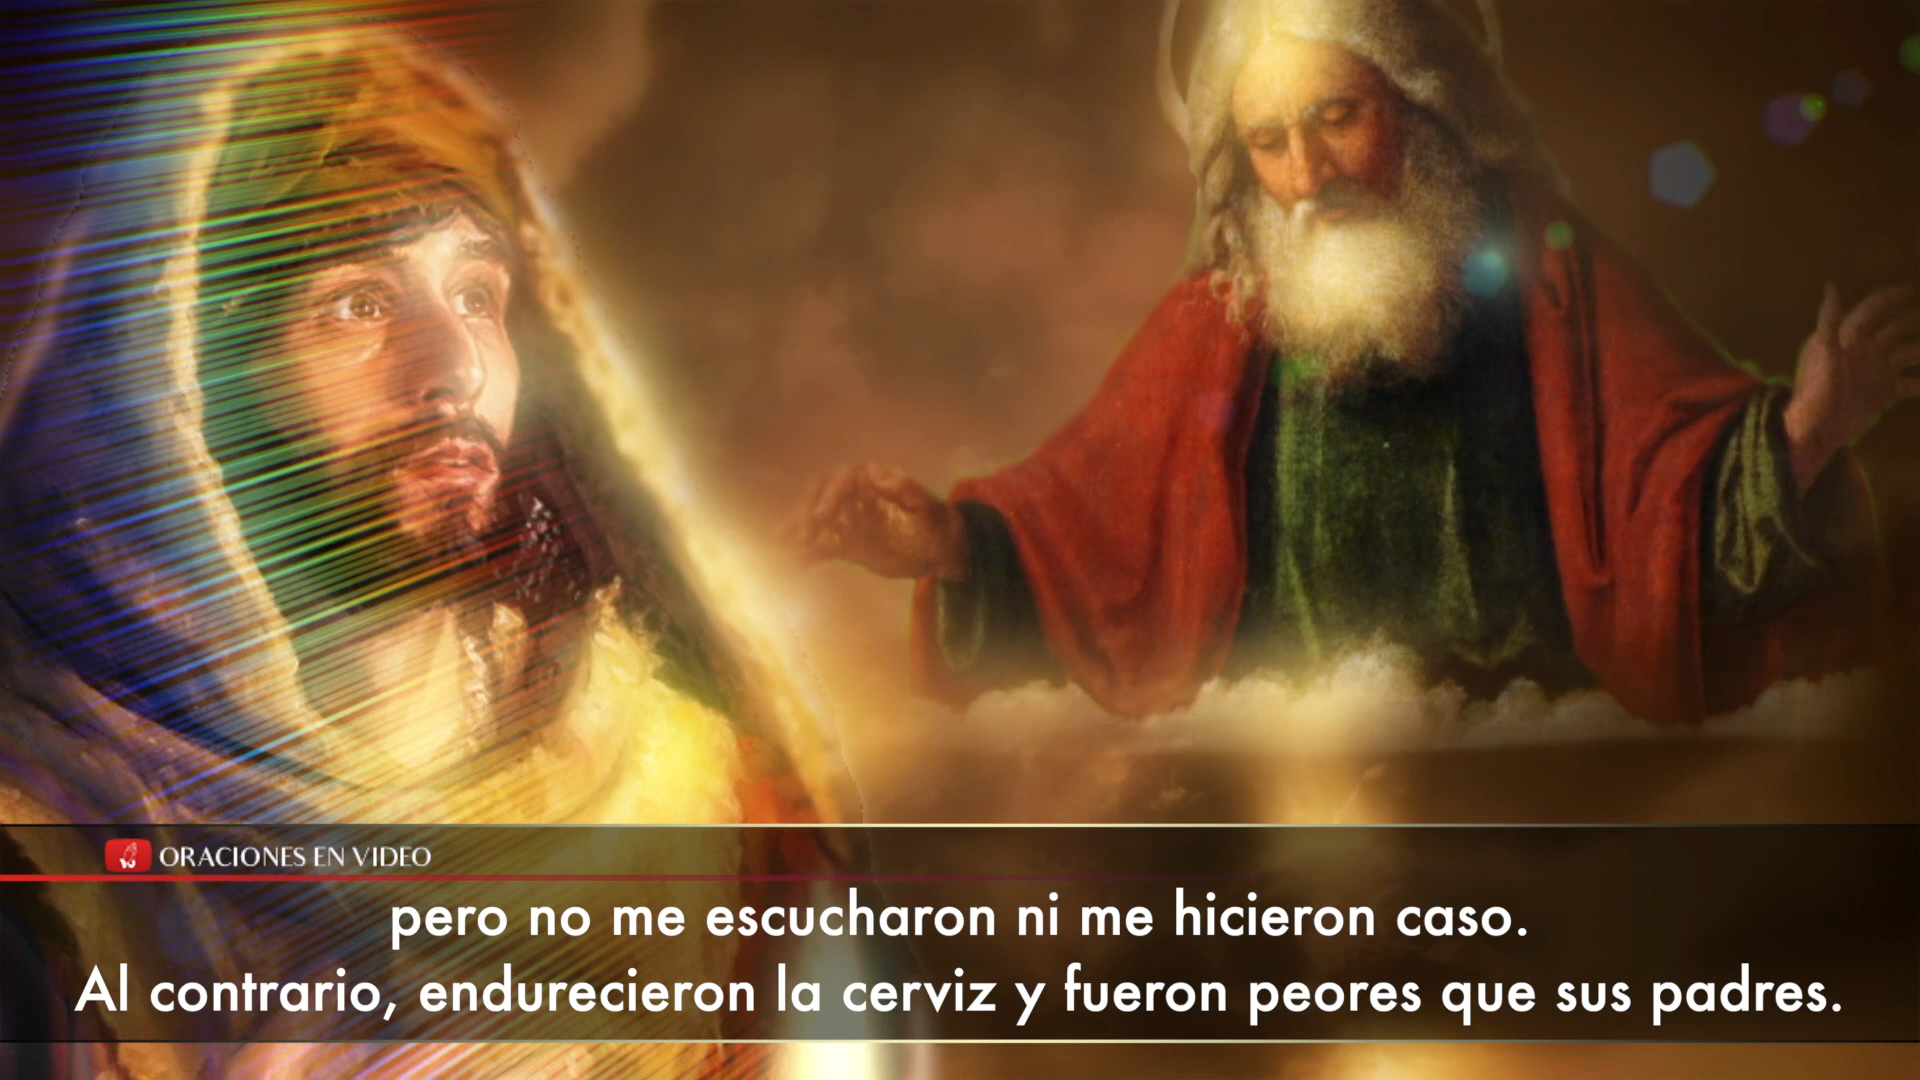 ORACIONES EN VIDEO
pero no me escucharon ni me hicieron caso.
Al contrario, endurecieron la cerviz y fueron peores que sus padres.